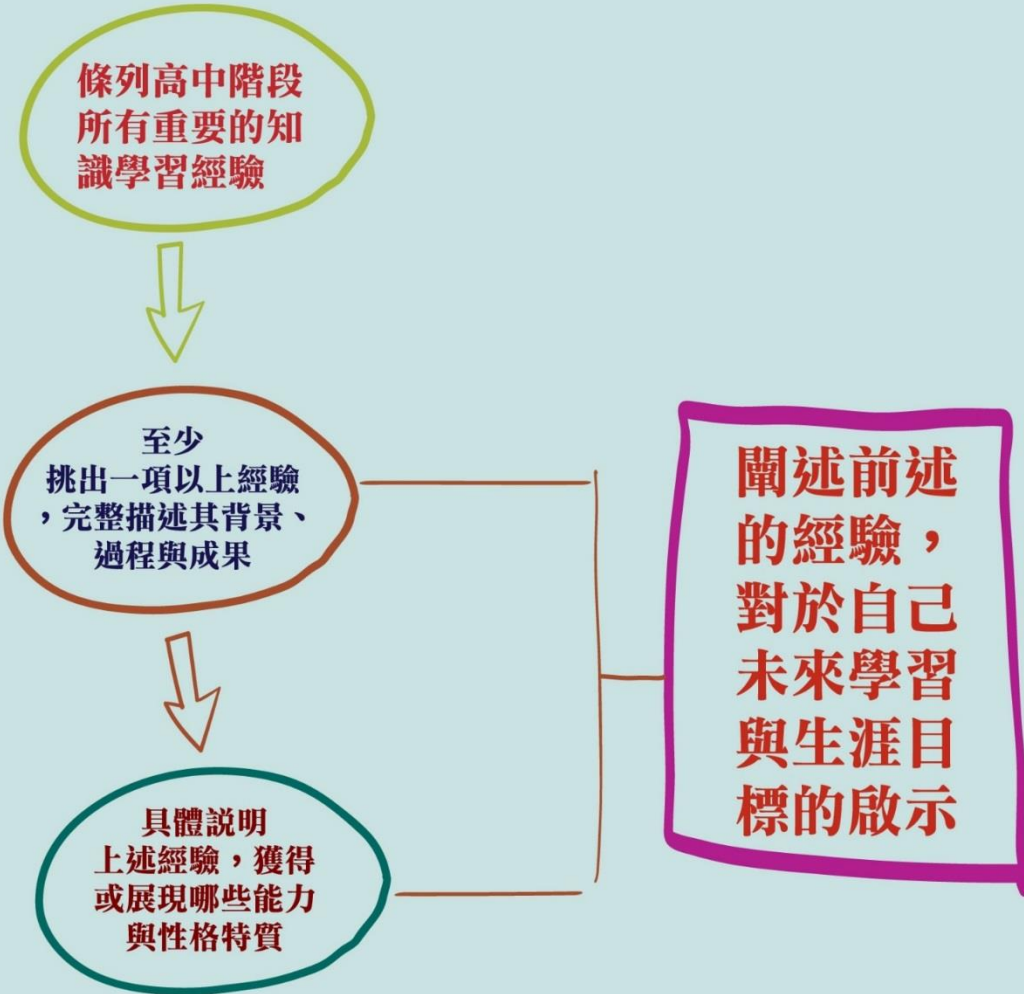 條列高中階段
所有重要的知
識學習經驗
至少
挑出一項以上經驗
，完整描述其背景、
過程與成果
具體説明
上述經驗，獲得
或展現哪些能力
與性格特質
闡述前述
的經驗，
對於自己
未來學習
與生涯目
標的啟示